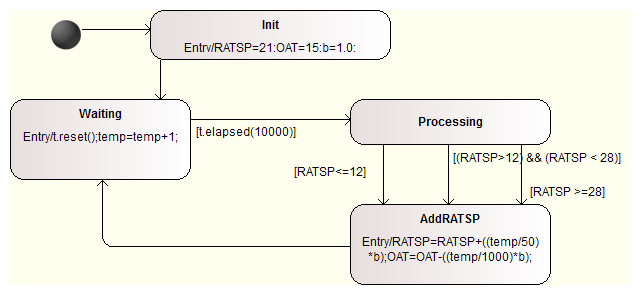 Init
Entry/RATSP=21;OAT=15;b=1.0;
Waiting
Entry/t.reset();temp=temp+1;
[t.elapsed(10000)]
Processing
[(RATSP>12) && (RATSP < 28)]
[RATSP<=12]
[RATSP >=28]
AddRATSP
Entry/RATSP=RATSP+((temp/50)
*b);OAT=OAT-((temp/1000)*b);